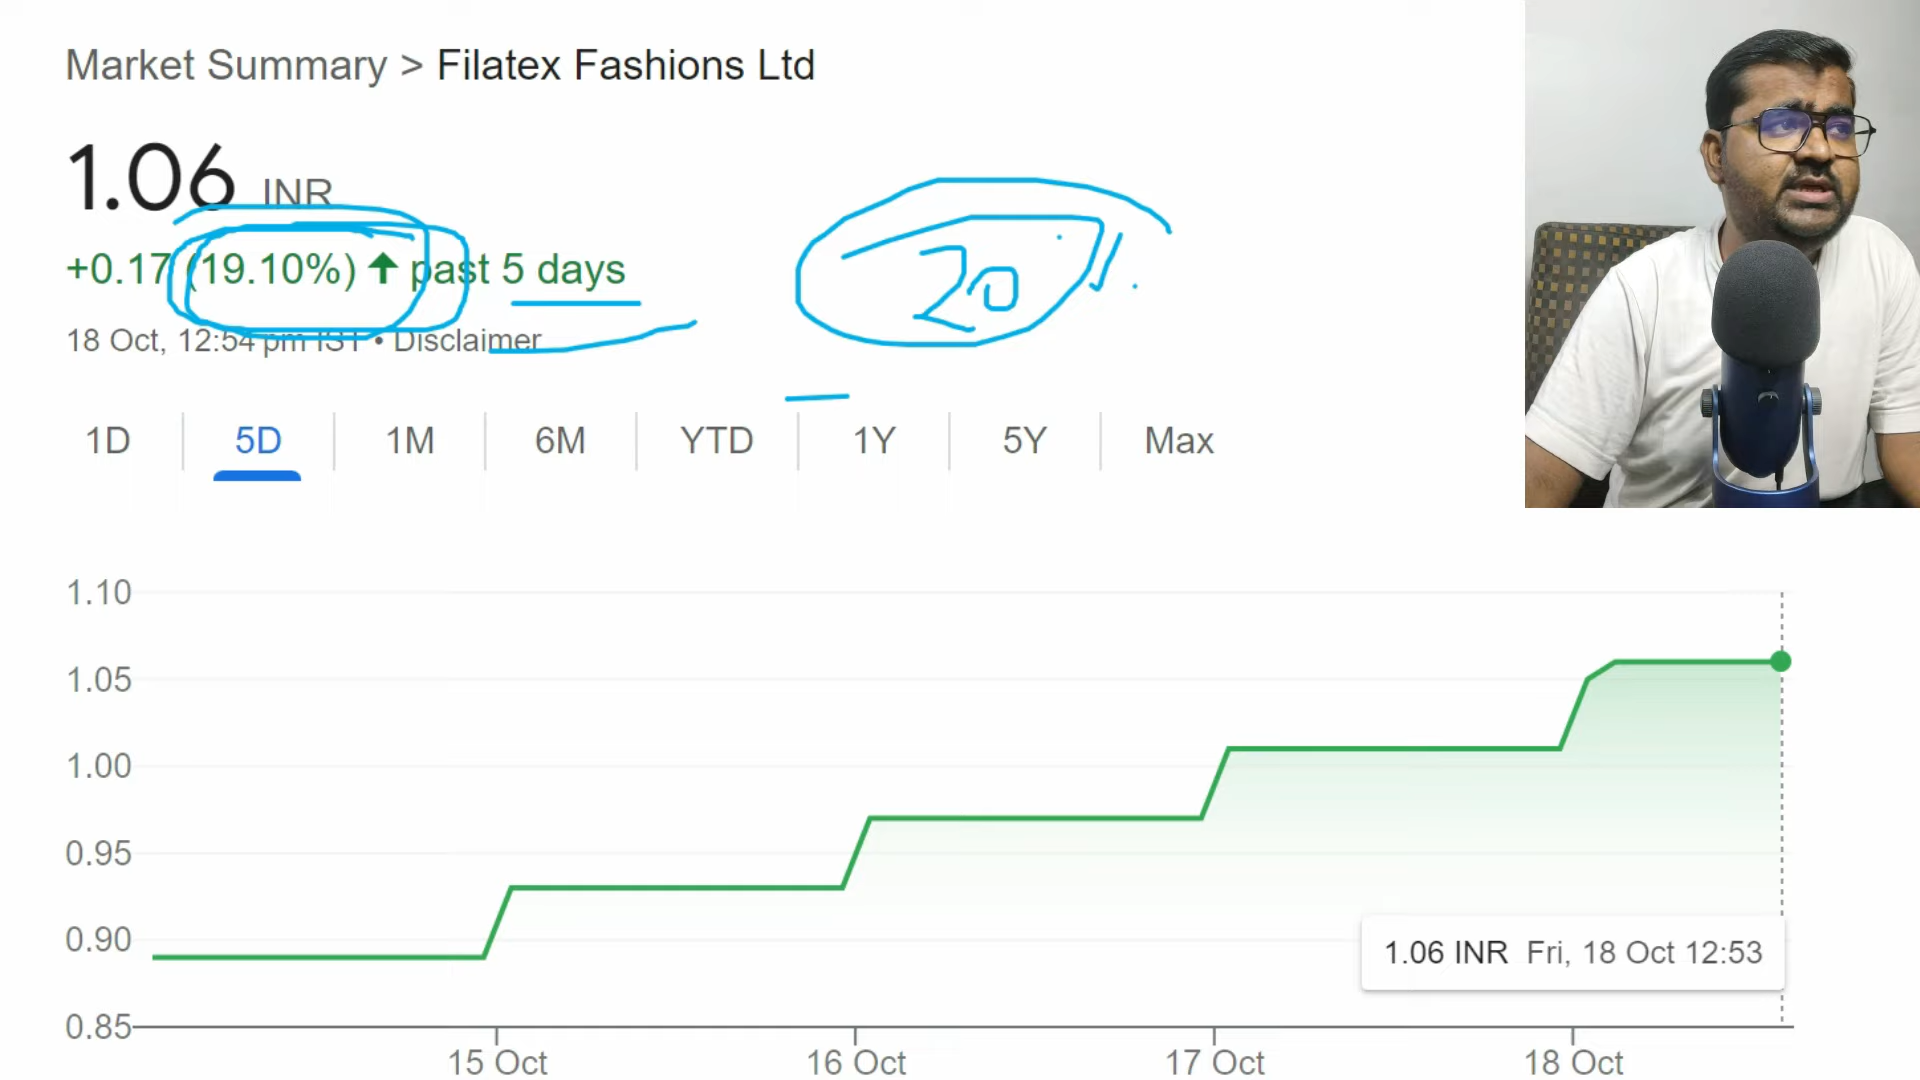 Market Summary > Filatex Fashions Ltd
1.06 INR
+0.17 (19.10%) ↑ past 5 days
18 Oct, 12:54 pm IST • Disclaimer
20 %
1D 5D 1M 6M YTD 1Y 5Y Max
1.10
1.05
1.00
0.95
0.90
1.06 INR Fri, 18 Oct 12:53
0.85
15 Oct 16 Oct 17 Oct 18 Oct